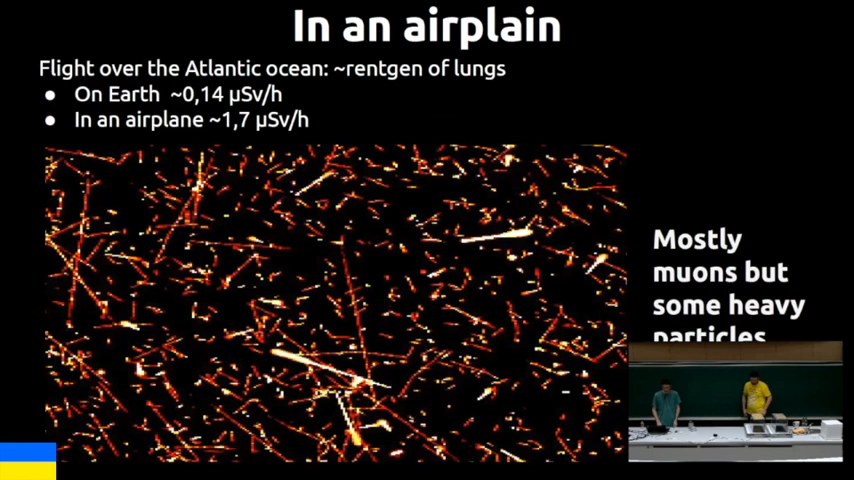 In an airplain
Flight over the Atlantic ocean: ~rentgen of lungs
● On Earth ~0,14 µSv/h
● In an airplane ~1,7 µSv/h
Mostly
muons but
some heavy
particles